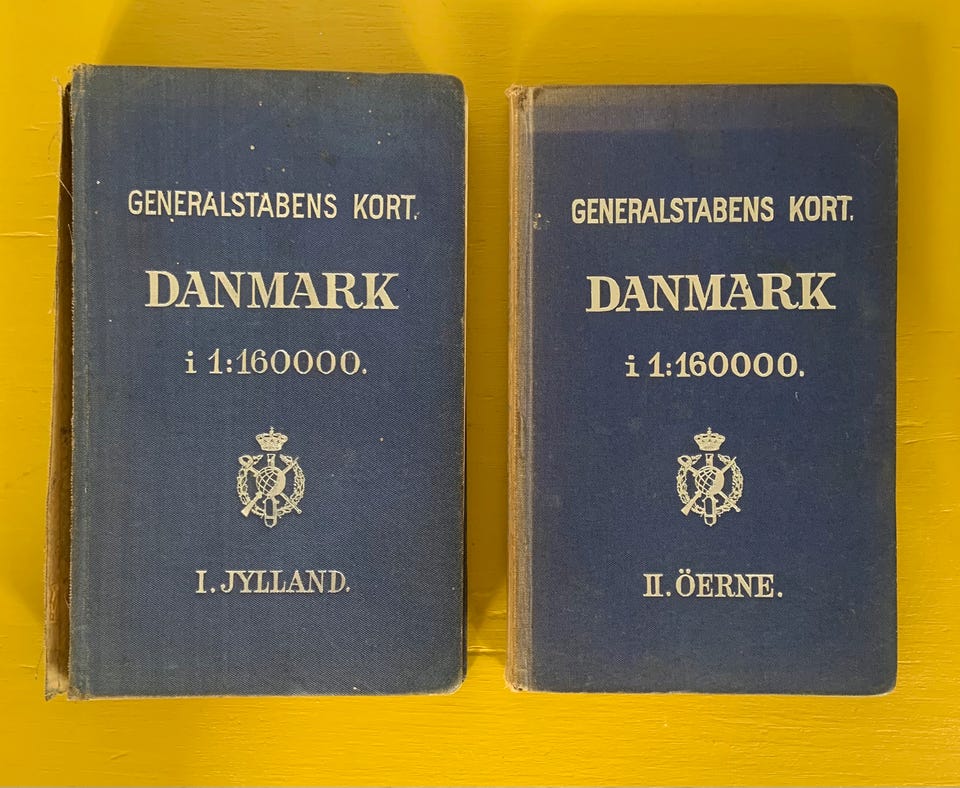 GENERALSTABENS KORT.
DANMARK
i 1:160000.
I. JYLLAND.
GENERALSTABENS KORT.
DANMARK
i 1:160000.
II. ÖERNE.